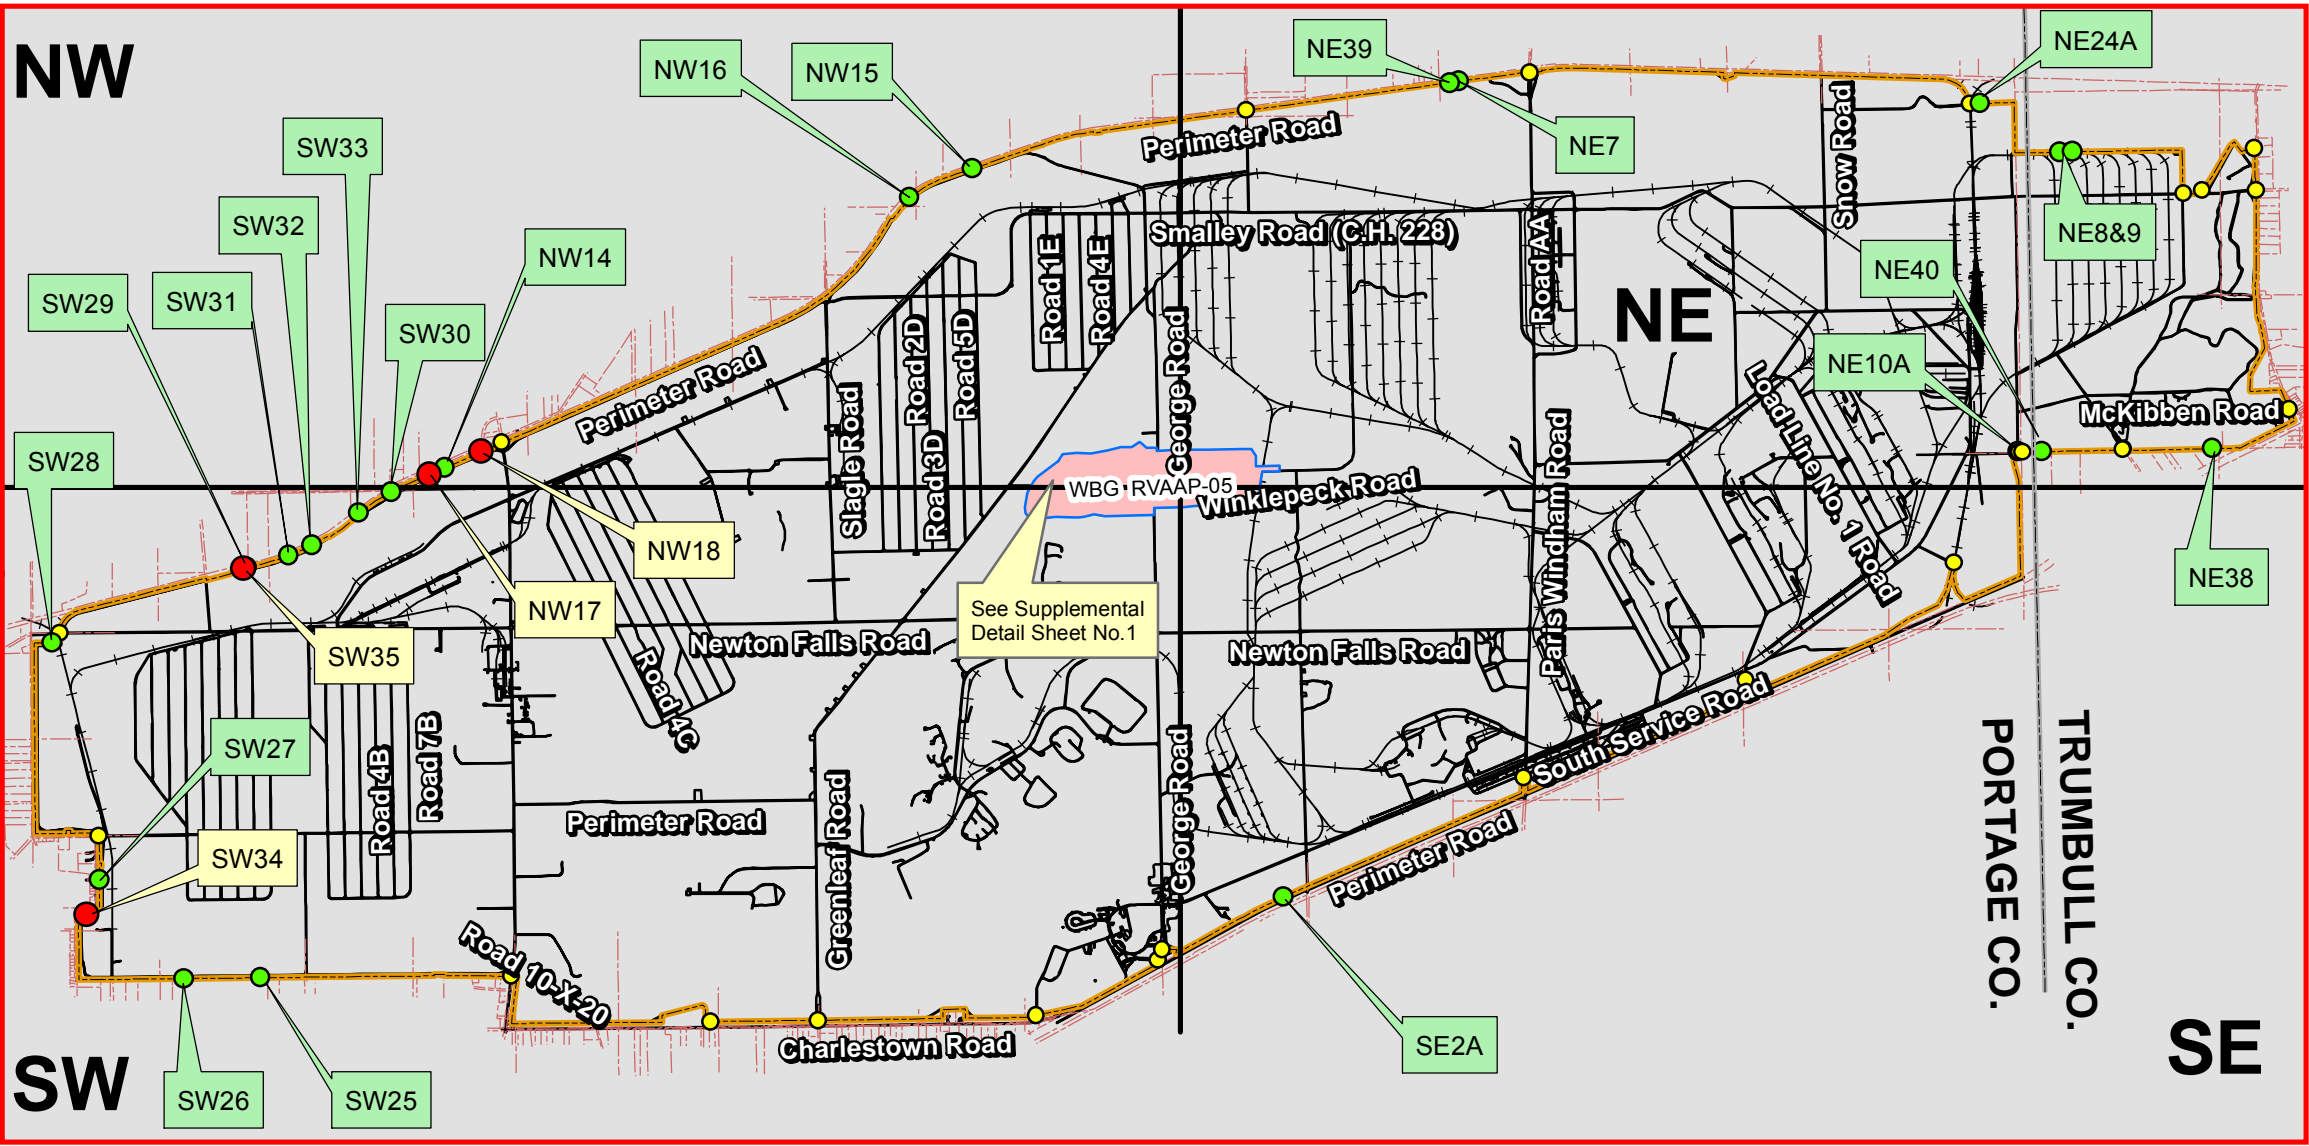 NW
NW16
NW15
NE39
NE24A
SW33
Perimeter Road
NE7
Snow Road
SW32
NW14
Smalley Road (C.H. 228)
NE8&9
SW29
SW31
SW30
Road 1E
Road 4E
Road AA
NE
NE40
Road 2D
Road 5D
George Road
NE10A
Perimeter Road
Slagle Road
Road 3D
Load Line No. 1 Road
McKibben Road
SW28
WBG RVAAP-05
Winklepeck Road
Paris Windham Road
NW18
NE38
NW17
See Supplemental
Detail Sheet No.1
SW35
Newton Falls Road
Newton Falls Road
Road 4C
South Service Road
SW27
Road 4B
Road 7B
Perimeter Road
Greenleaf Road
George Road
Perimeter Road
PORTAGE CO.
TRUMBULL CO.
SW34
Road 10-X-20
Charlestown Road
SE2A
SW
SW26
SW25
SE